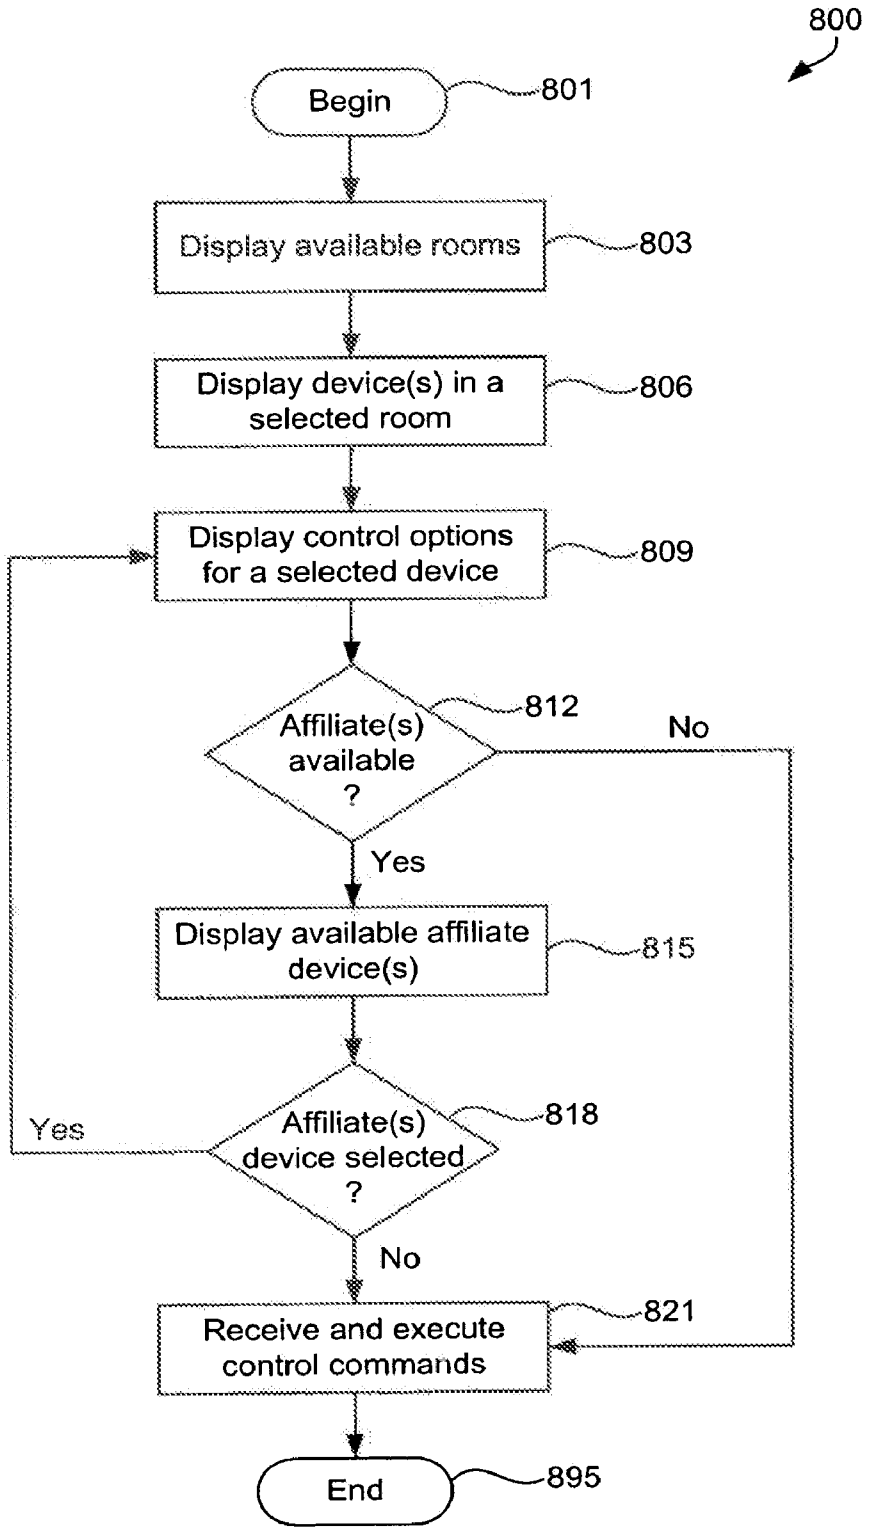 800
Begin
801
Display available rooms
803
Display device(s) in a
selected room
806
Display control options
for a selected device
809
Affiliate(s)
available
?
812
No
Yes
Display available affiliate
device(s)
815
Affiliate(s)
device selected
?
818
Yes
No
Receive and execute
control commands
821
End
895